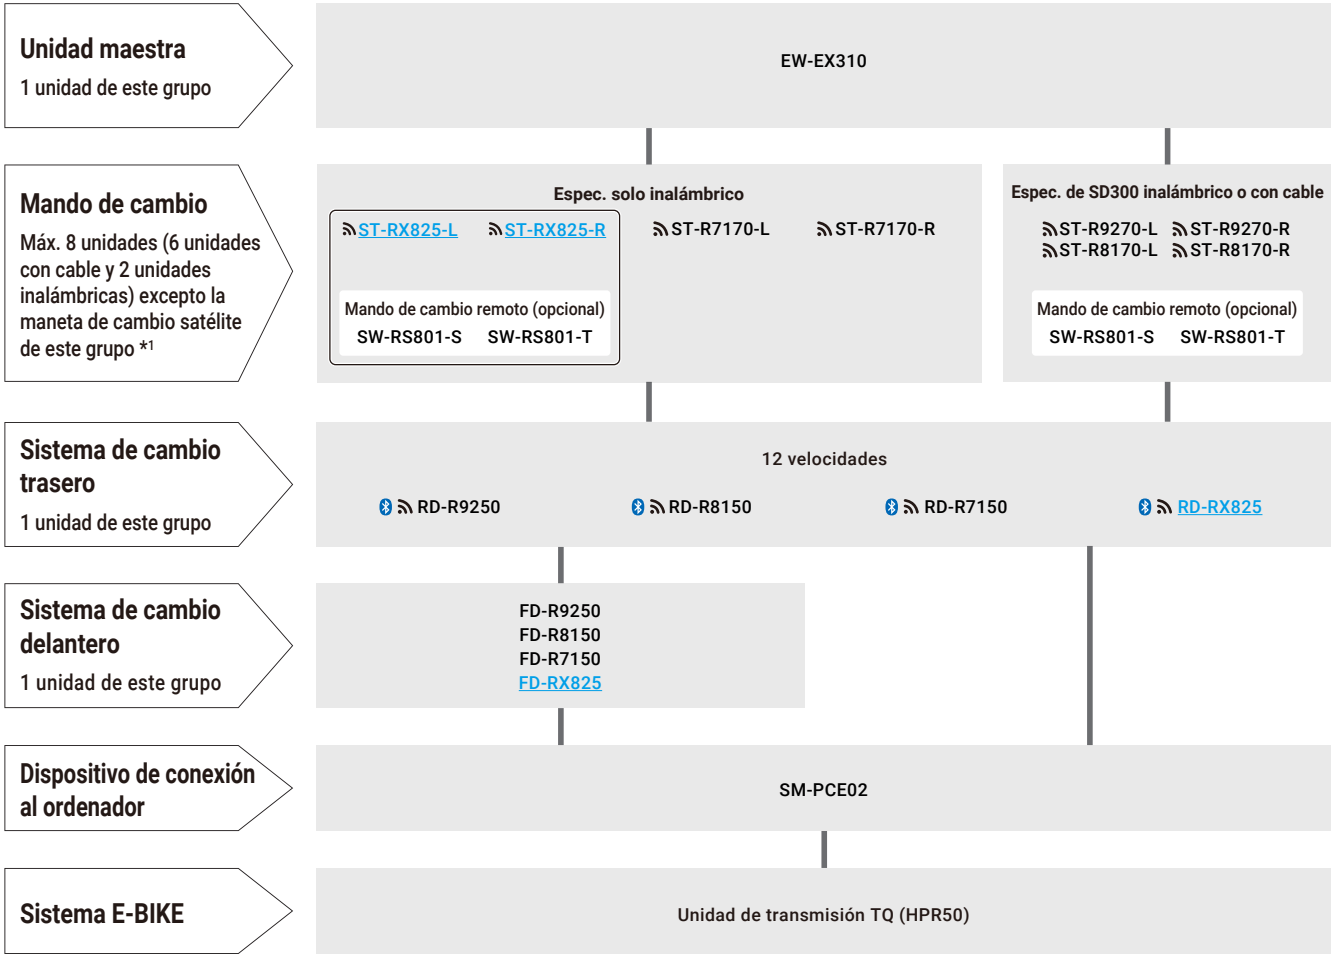 Unidad maestra
1 unidad de este grupo
EW-EX310
Mando de cambio
Máx. 8 unidades (6 unidades
con cable y 2 unidades
inalámbricas) excepto la
maneta de cambio satélite
de este grupo *1
Espec. solo inalámbrico
ST-RX825-L ST-RX825-R ST-R7170-L ST-R7170-R
Mando de cambio remoto (opcional)
SW-RS801-S SW-RS801-T
Espec. de SD300 inalámbrico o con cable
ST-R9270-L ST-R9270-R
ST-R8170-L ST-R8170-R
Mando de cambio remoto (opcional)
SW-RS801-S SW-RS801-T
Sistema de cambio
trasero
1 unidad de este grupo
12 velocidades
RD-R9250 RD-R8150 RD-R7150 RD-RX825
Sistema de cambio
delantero
1 unidad de este grupo
FD-R9250
FD-R8150
FD-R7150
FD-RX825
Dispositivo de conexión
al ordenador
SM-PCE02
Sistema E-BIKE
Unidad de transmisión TQ (HPR50)